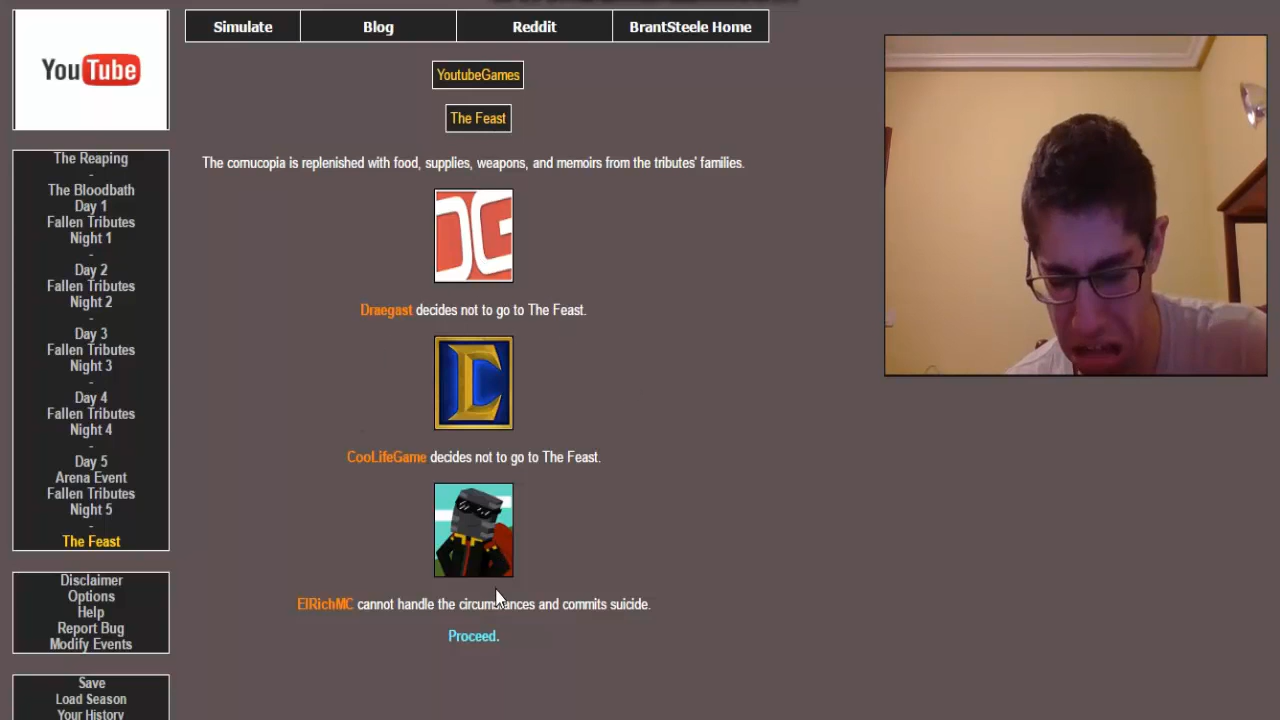 Simulate
Blog
Reddit
BrantSteele Home
YouTube
YoutubeGames
The Feast
The cornucopia is replenished with food, supplies, weapons, and memoirs from the tributes' families.
DG
Draegast decides not to go to The Feast.
CooLifeGame decides not to go to The Feast.
ElRichMC cannot handle the circumstances and commits suicide.
Proceed.
The Reaping
-
The Bloodbath
Day 1
Fallen Tributes
Night 1
-
Day 2
Fallen Tributes
Night 2
-
Day 3
Fallen Tributes
Night 3
-
Day 4
Fallen Tributes
Night 4
-
Day 5
Arena Event
Fallen Tributes
Night 5
-
The Feast
Disclaimer
Options
Help
Report Bug
Modify Events
Save
Load Season
Your History